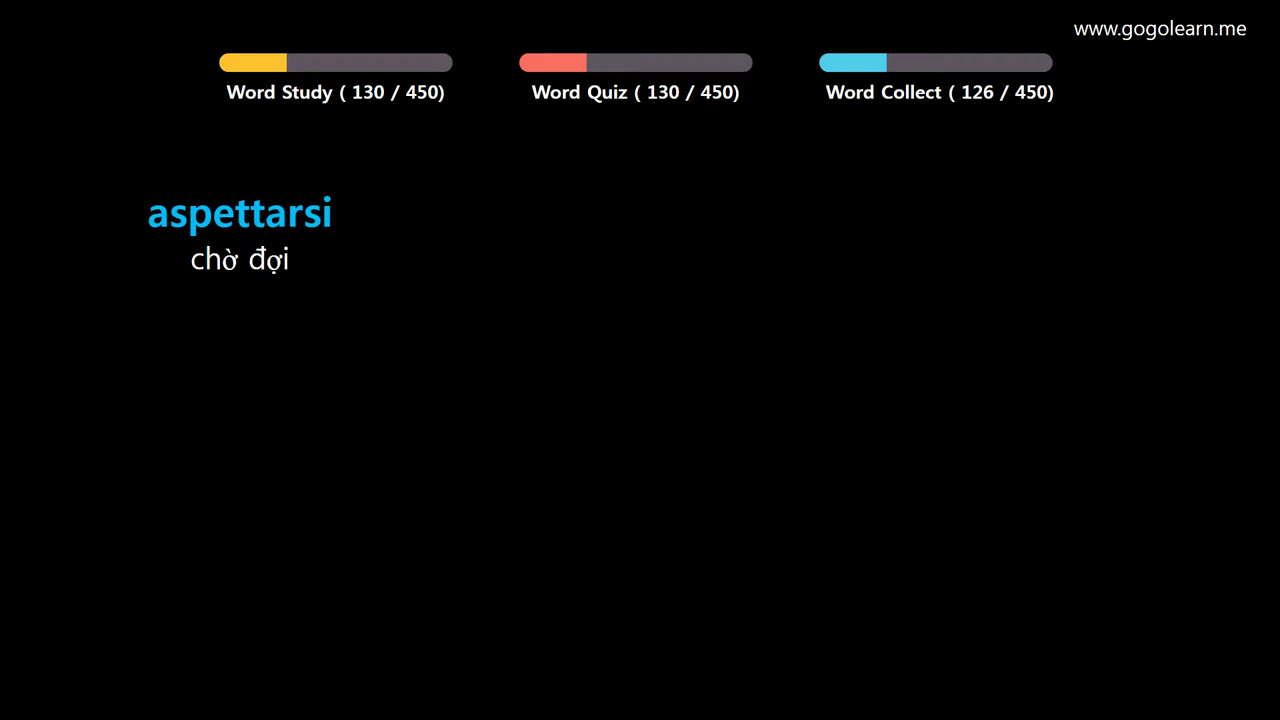 www.gogolearn.me
Word Study ( 130 / 450)
Word Quiz ( 130 / 450)
Word Collect ( 126 / 450)
aspettarsi
chờ đợi